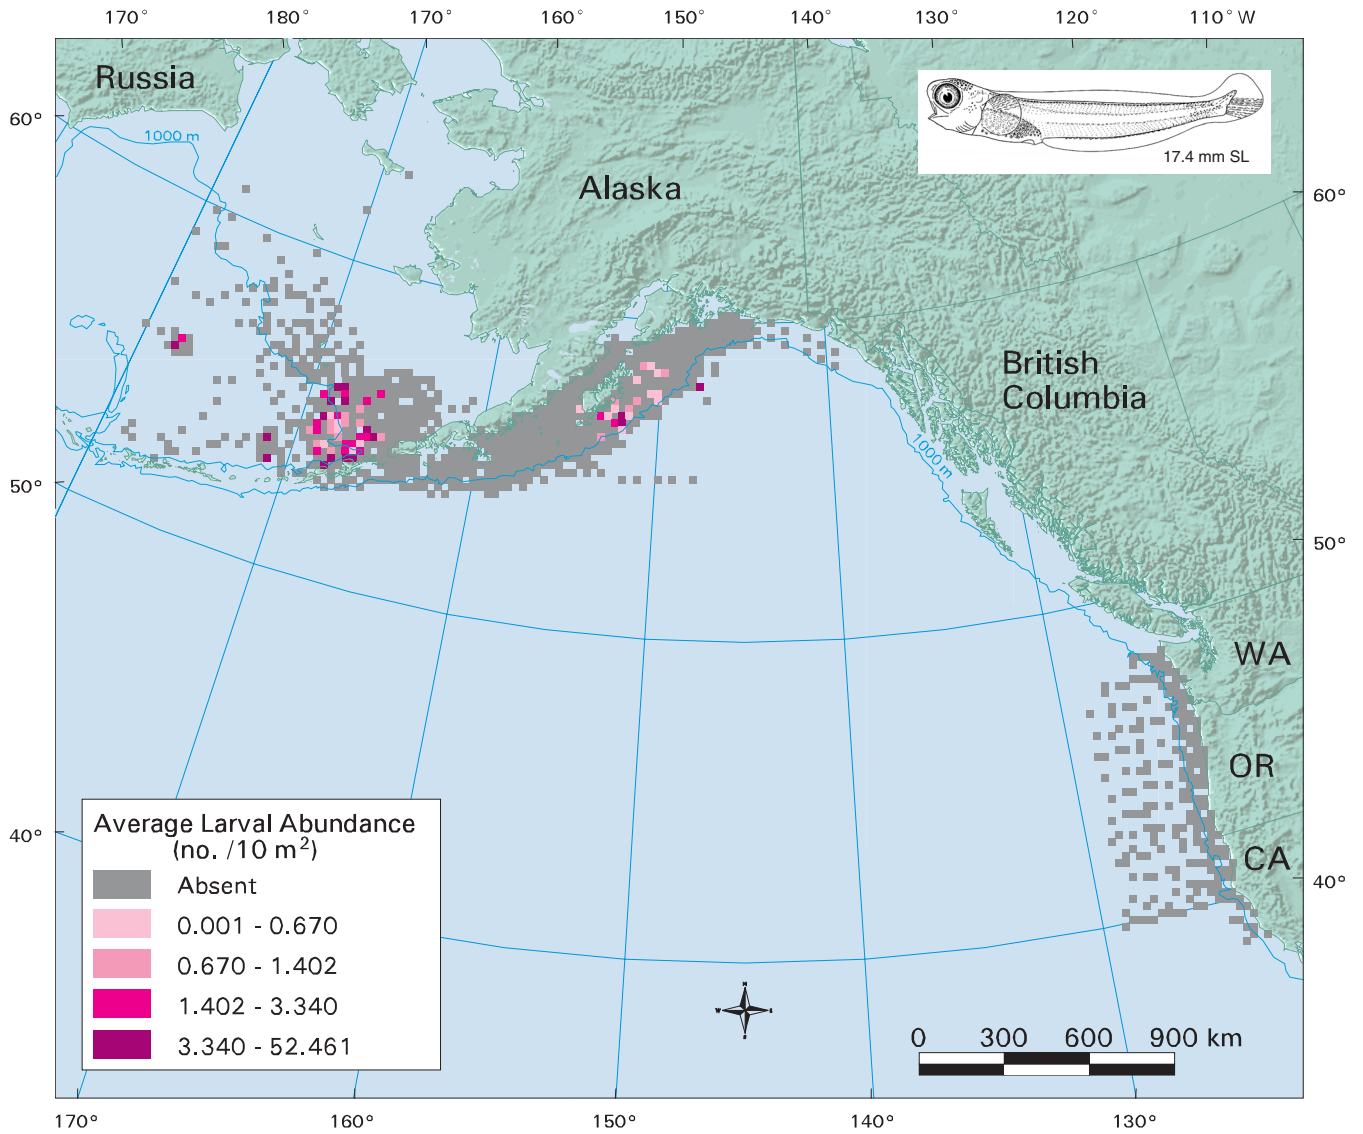 170° 180° 170° 160° 150° 140° 130° 120° 110° W
Russia
1000 m
60°
17.4 mm SL
Alaska
60°
British
Columbia
1000 m
50°
50°
WA
OR
40°
CA
40°
Average Larval Abundance
(no. /10 m²)
Absent
0.001 - 0.670
0.670 - 1.402
1.402 - 3.340
3.340 - 52.461
N
W
S
0 300 600 900 km
170° 160° 150° 140° 130°